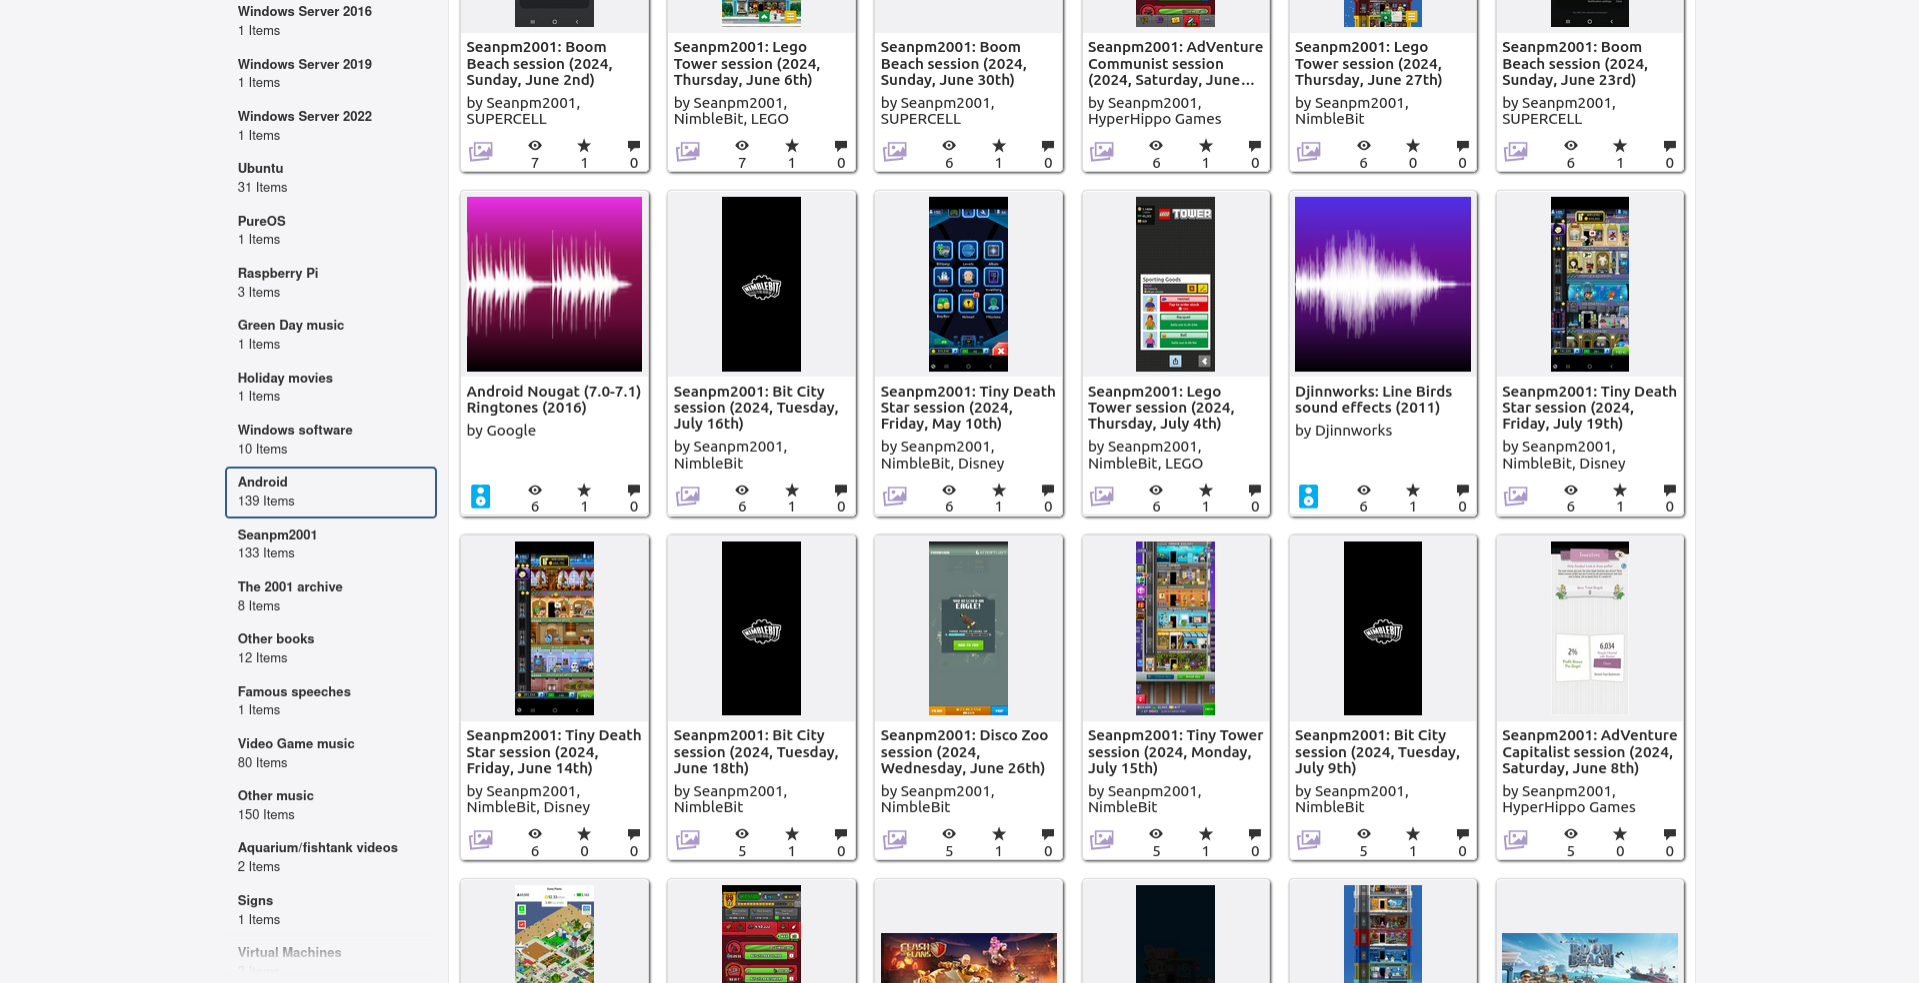 Windows Server 2016
1 Items
Windows Server 2019
1 Items
Windows Server 2022
1 Items
Ubuntu
31 Items
PureOS
1 Items
Raspberry Pi
3 Items
Green Day music
1 Items
Holiday movies
1 Items
Windows software
10 Items
Android
139 Items
Seanpm2001
133 Items
The 2001 archive
8 Items
Other books
12 Items
Famous speeches
1 Items
Video Game music
80 Items
Other music
150 Items
Aquarium/fishtank videos
2 Items
Signs
1 Items
Virtual Machines
Seanpm2001: Boom
Beach session (2024,
Sunday, June 2nd)
by Seanpm2001,
SUPERCELL
7 1 0
Seanpm2001: Lego
Tower session (2024,
Thursday, June 6th)
by Seanpm2001,
NimbleBit, LEGO
7 1 0
Seanpm2001: Boom
Beach session (2024,
Sunday, June 30th)
by Seanpm2001,
SUPERCELL
6 1 0
Seanpm2001: AdVenture
Communist session
(2024, Saturday, June...
by Seanpm2001,
HyperHippo Games
6 1 0
Seanpm2001: Lego
Tower session (2024,
Thursday, June 27th)
by Seanpm2001,
NimbleBit
6 0 0
Seanpm2001: Boom
Beach session (2024,
Sunday, June 23rd)
by Seanpm2001,
SUPERCELL
6 1 0
Android Nougat (7.0-7.1)
Ringtones (2016)
by Google
6 1 0
NIMBLEBIT
Seanpm2001: Bit City
session (2024, Tuesday,
July 16th)
by Seanpm2001,
NimbleBit
6 1 0
Seanpm2001: Tiny Death
Star session (2024,
Friday, May 10th)
by Seanpm2001,
NimbleBit, Disney
6 1 0
LEGO TOWER
Sporting Goods
Seanpm2001: Lego
Tower session (2024,
Thursday, July 4th)
by Seanpm2001,
NimbleBit, LEGO
6 1 0
Djinnworks: Line Birds
sound effects (2011)
by Djinnworks
6 1 0
Seanpm2001: Tiny Death
Star session (2024,
Friday, July 19th)
by Seanpm2001,
NimbleBit, Disney
6 1 0
Seanpm2001: Tiny Death
Star session (2024,
Friday, June 14th)
by Seanpm2001,
NimbleBit, Disney
6 0 0
NIMBLEBIT
Seanpm2001: Bit City
session (2024, Tuesday,
June 18th)
by Seanpm2001,
NimbleBit
5 1 0
EAGLE!
Seanpm2001: Disco Zoo
session (2024,
Wednesday, June 26th)
by Seanpm2001,
NimbleBit
5 1 0
Seanpm2001: Tiny Tower
session (2024, Monday,
July 15th)
by Seanpm2001,
NimbleBit
5 1 0
NIMBLEBIT
Seanpm2001: Bit City
session (2024, Tuesday,
July 9th)
by Seanpm2001,
NimbleBit
5 1 0
2%
6,034
Seanpm2001: AdVenture
Capitalist session (2024,
Saturday, June 8th)
by Seanpm2001,
HyperHippo Games
5 0 0
CLASH OF
CLANS
BOOM
BEACH